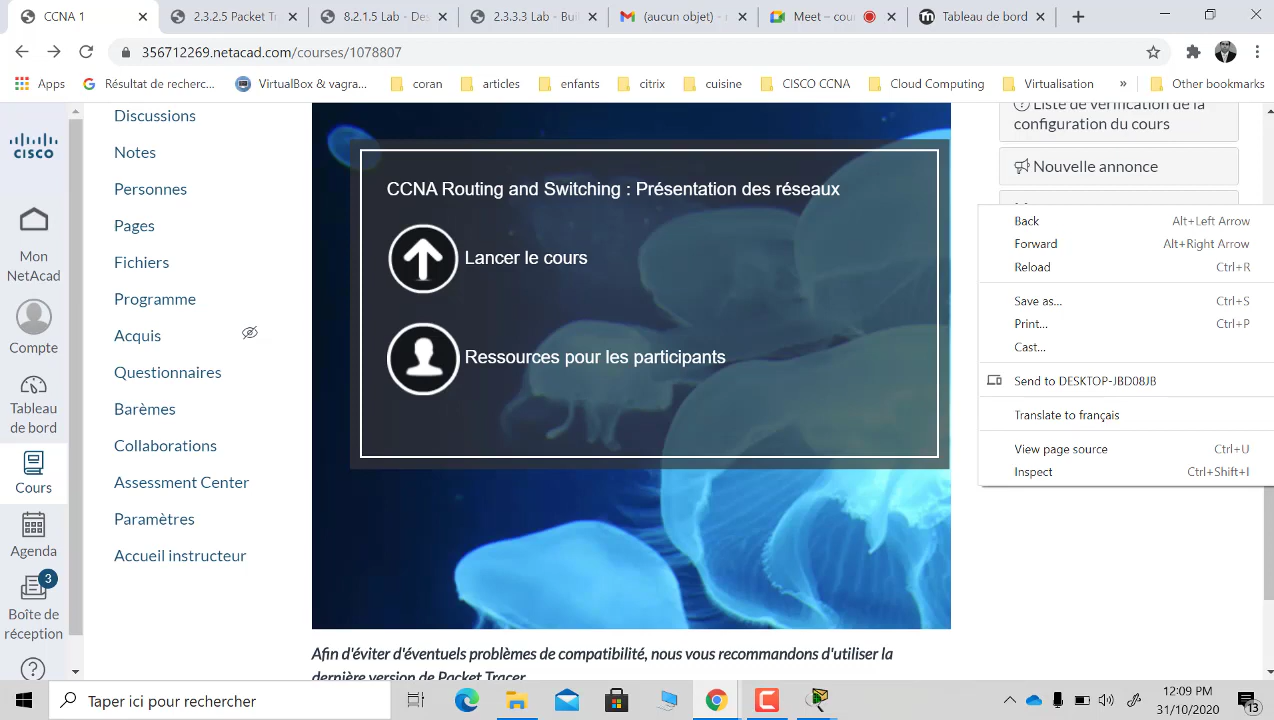 CCNA 1
2.3.2.5 Packet Tr
8.2.1.5 Lab - Des
2.3.3.3 Lab - Buil
(aucun objet) - r
Meet – cou
Tableau de bord
356712269.netacad.com/courses/1078807
Apps
Résultat de recherc...
VirtualBox & vagra...
coran
articles
enfants
citrix
cuisine
CISCO CCNA
Cloud Computing
Virtualisation
»
Other bookmarks
CISCO
Mon
NetAcad
Compte
Tableau
de bord
Cours
Agenda
3
Boîte de
réception
Discussions
Notes
Personnes
Pages
Fichiers
Programme
Acquis
Questionnaires
Barèmes
Collaborations
Assessment Center
Paramètres
Accueil instructeur
CCNA Routing and Switching : Présentation des réseaux
Lancer le cours
Ressources pour les participants
Afin d'éviter d'éventuels problèmes de compatibilité, nous vous recommandons d'utiliser la
dernière version de Packet Tracer
Liste de vérification de la
configuration du cours
Nouvelle annonce
Back Alt+Left Arrow
Forward Alt+Right Arrow
Reload Ctrl+R
Save as... Ctrl+S
Print... Ctrl+P
Cast...
Send to DESKTOP-JBD08JB
Translate to français
View page source Ctrl+U
Inspect Ctrl+Shift+I
Taper ici pour rechercher
12:09 PM
31/10/2020
13